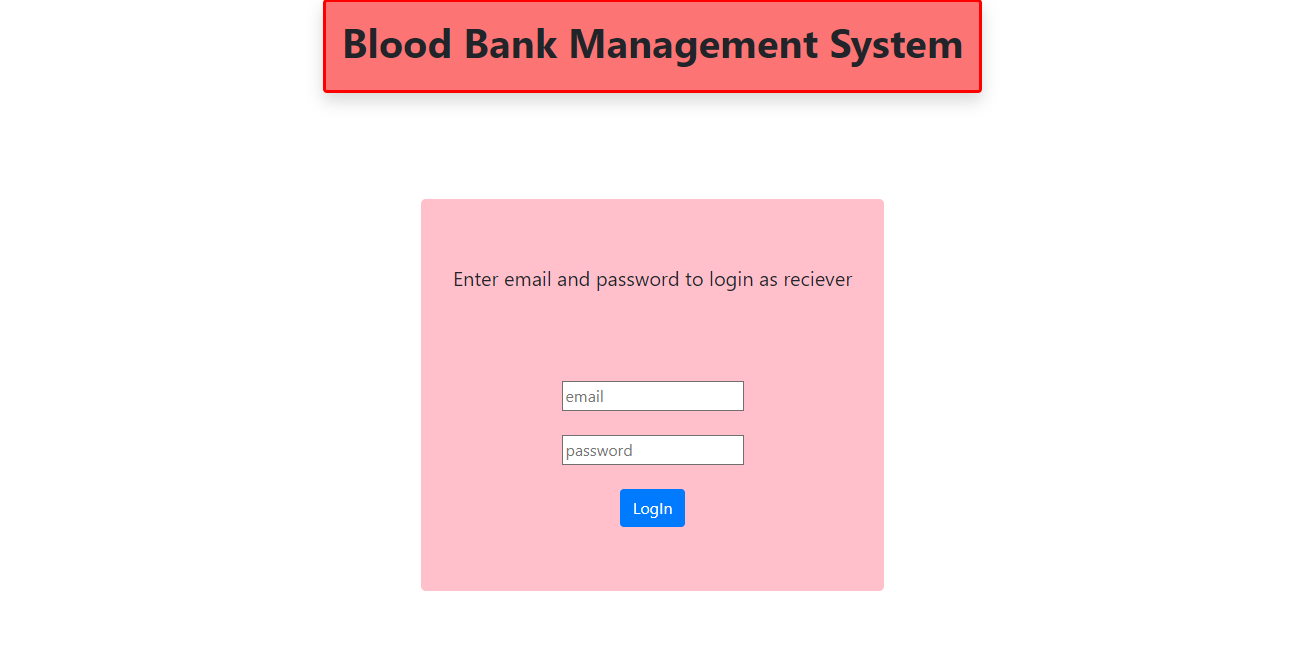 Blood Bank Management System
Enter email and password to login as reciever
email
password
LogIn